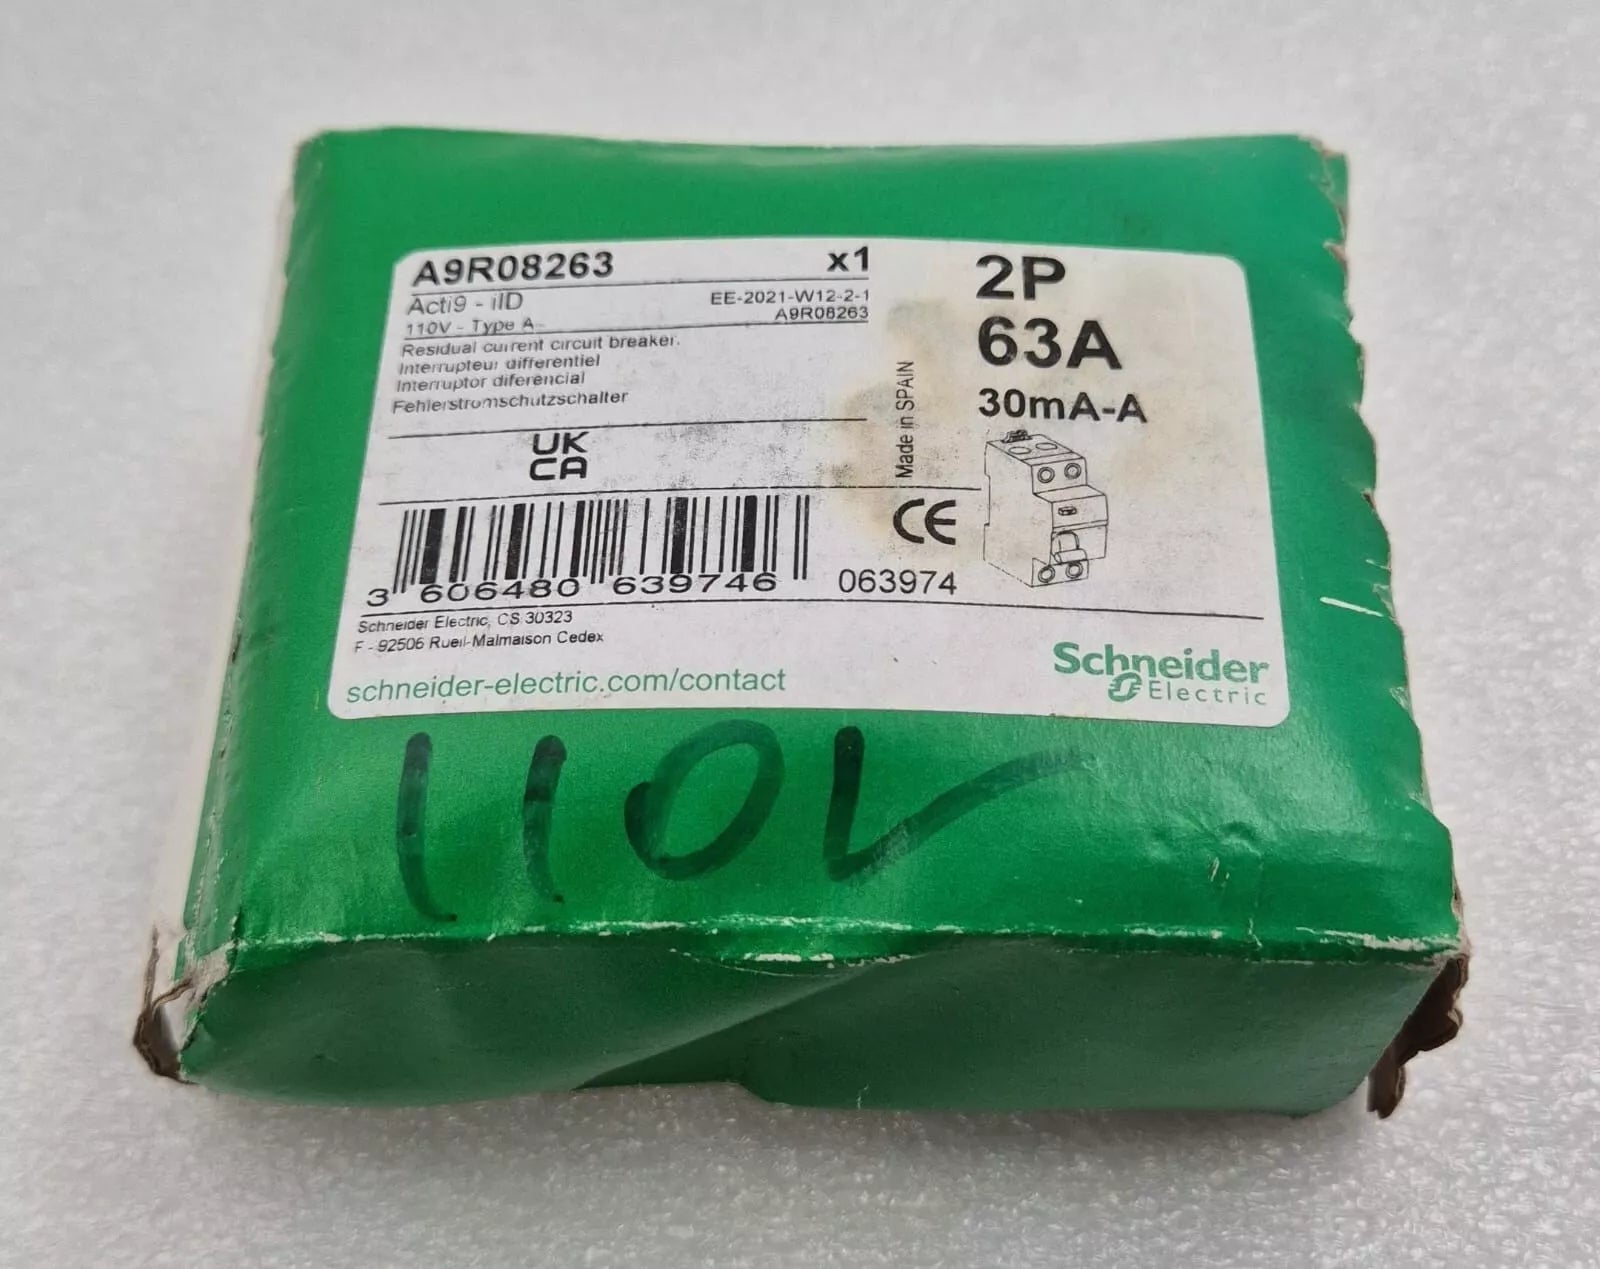 A9R08263 x1
Acti9 - iID EE-2021-W12-2-1
110V - Type A A9R08263
Residual current circuit breaker.
Interrupteur différentiel
Interruptor diferencial
Fehlerstromschutzschalter
UK
CA
2P
63A
30mA-A
Made in SPAIN
CE
3 606480 639746 063974
Schneider Electric, CS 30323
F - 92506 Rueil-Malmaison Cedex
schneider-electric.com/contact
Schneider
Electric
110V